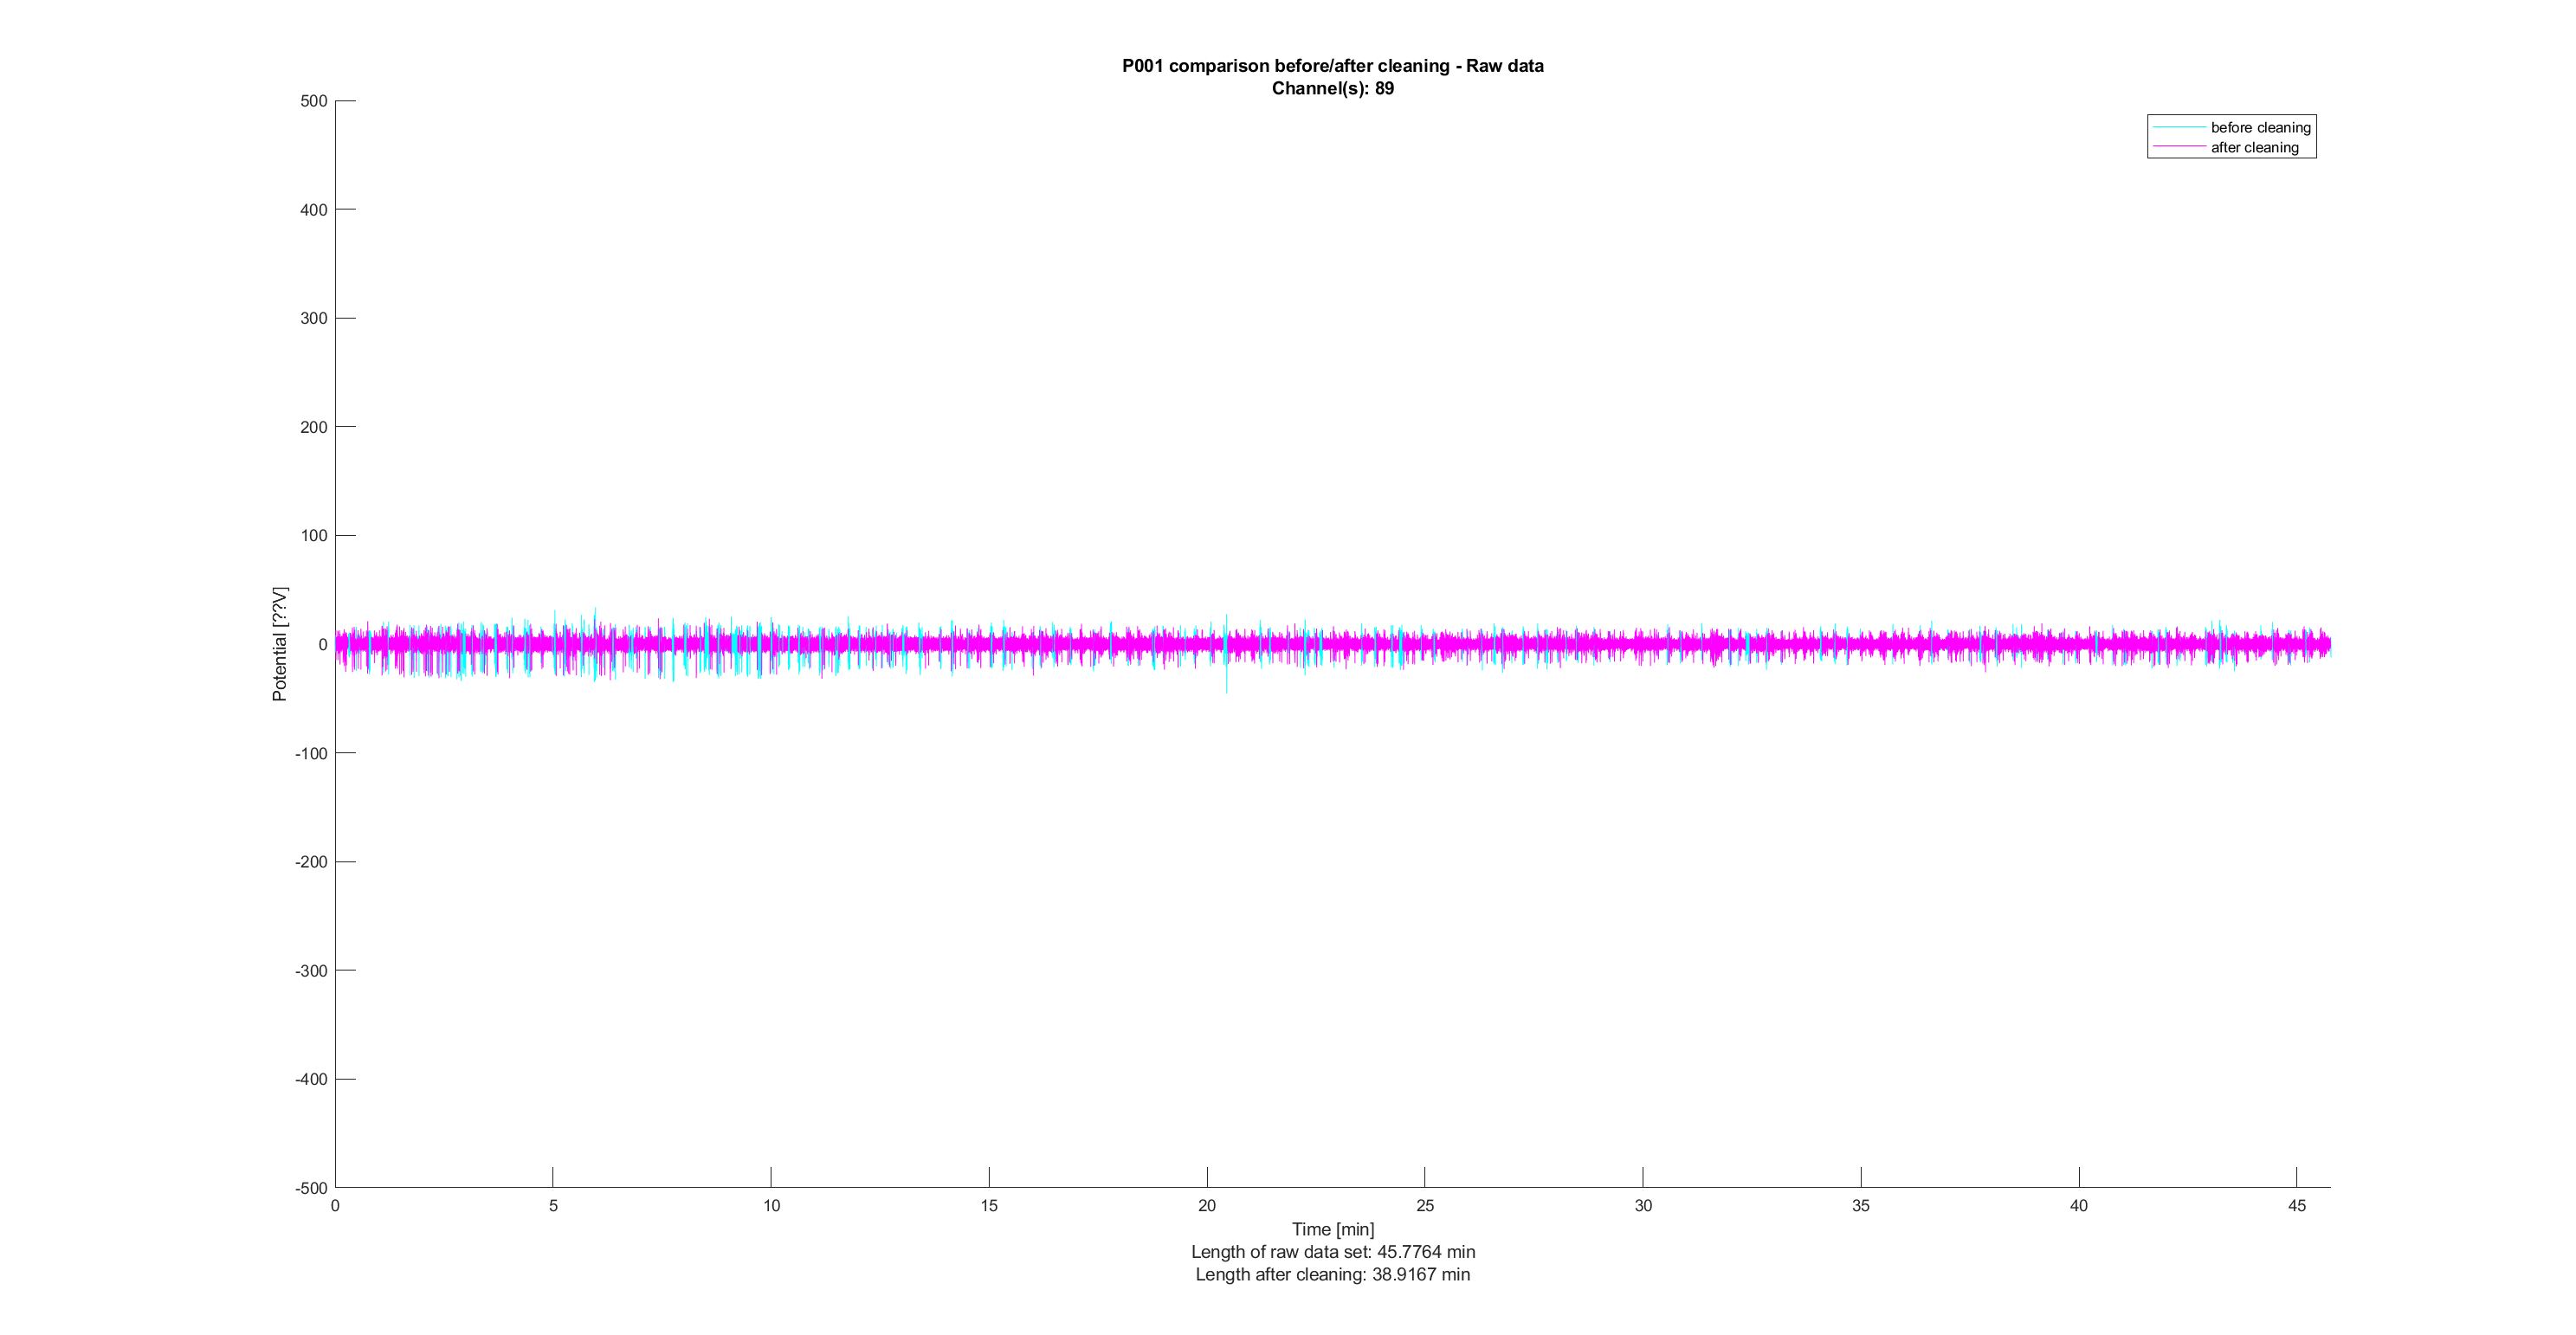 P001 comparison before/after cleaning - Raw data
Channel(s): 89
before cleaning
after cleaning
Potential [??V]
500
400
300
200
100
0
-100
-200
-300
-400
-500
0 5 10 15 20 25 30 35 40 45
Time [min]
Length of raw data set: 45.7764 min
Length after cleaning: 38.9167 min